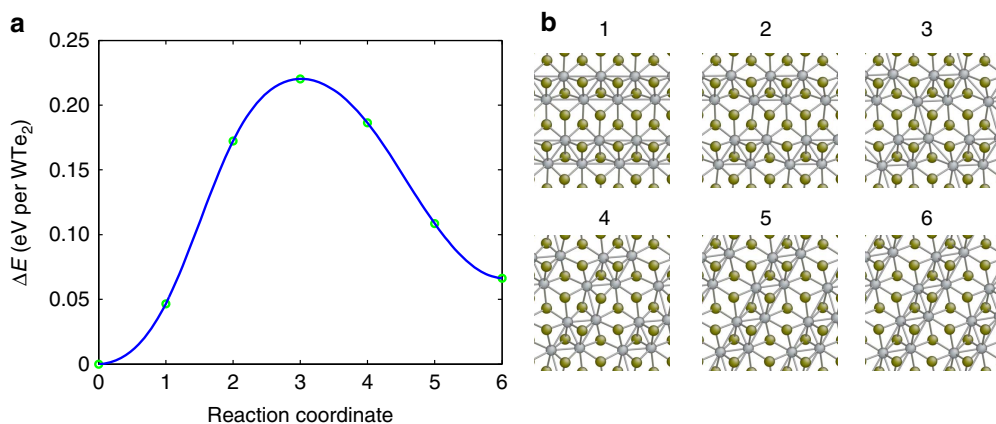 a
0.25
0.20
0.15
0.10
0.05
0
ΔE (eV per WTe₂)
0 1 2 3 4 5 6
Reaction coordinate
b
1 2 3
4 5 6